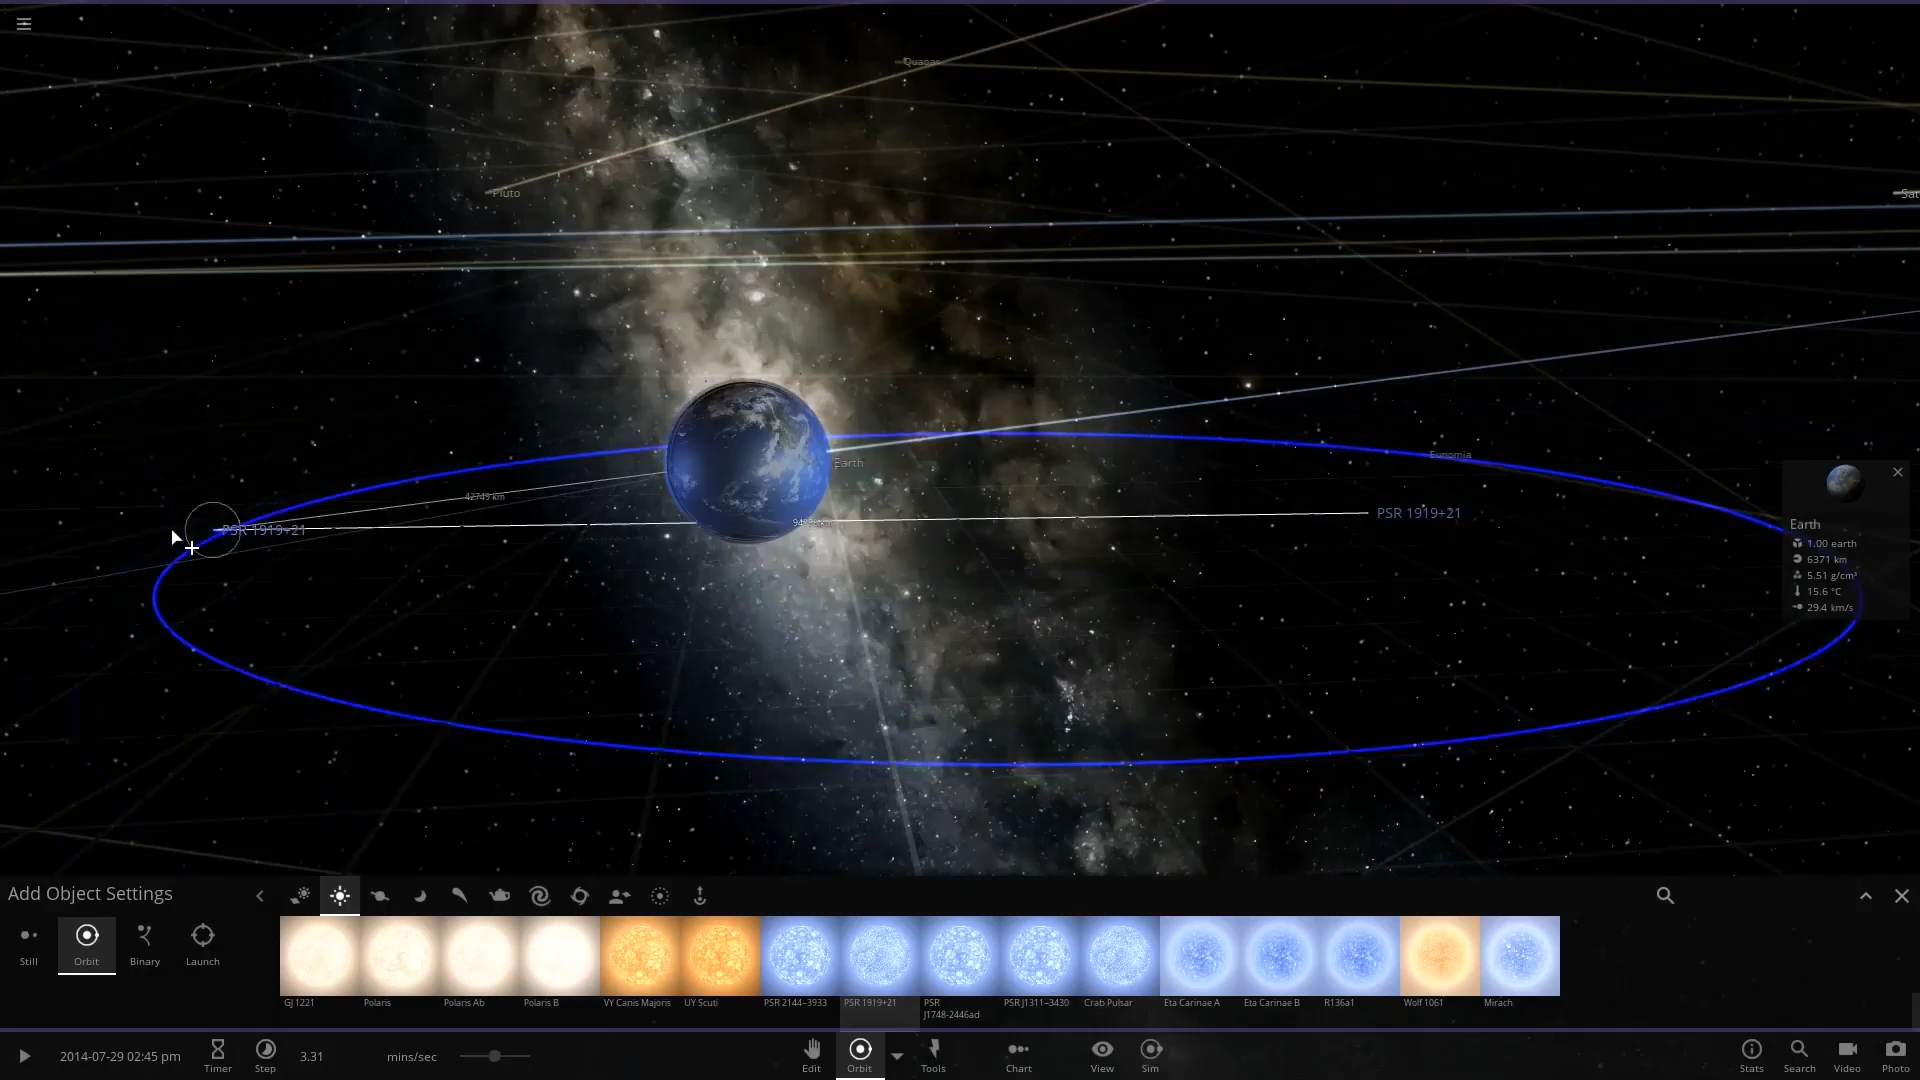 Quaoar
Pluto
Sat
Eunomia
Earth
42749 km
PSR 1919+21
PSR 1919+21
Earth
1.00 earth
6371 km
5.51 g/cm³
15.6 °C
29.4 km/s
Add Object Settings
Still
Orbit
Binary
Launch
GJ 1221
Polaris
Polaris Ab
Polaris B
VY Canis Majoris
UY Scuti
PSR 2144-3933
PSR 1919+21
PSR
J1748-2446ad
PSR J1311-3430
Crab Pulsar
Eta Carinae A
Eta Carinae B
R136a1
Wolf 1061
Mirach
2014-07-29 02:45 pm
Timer
Step
3.31
mins/sec
Edit
Orbit
Tools
Chart
View
Sim
Stats
Search
Video
Photo